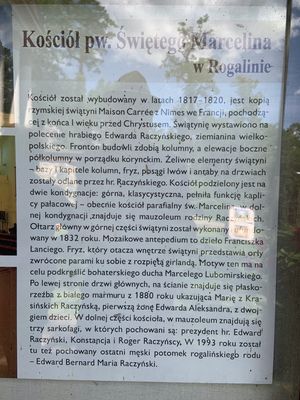 Kościół pw. Świętego Marcelina
w Rogalinie
Kościół został wybudowany w latach 1817-1820, jest kopią
rzymskiej świątyni Maison Carrée z Nimes we Francji, pochodzą-
cej z końca I wieku przed Chrystusem. Świątynię wystawiono na
polecenie hrabiego Edwarda Raczyńskiego, ziemianina wielko-
polskiego. Fronton budowli zdobią kolumny, a elewacje boczne
półkolumny w porządku korynckim. Żeliwne elementy świątyni
– bazy i kapitele kolumn, fryz, posągi lwów i antaby na drzwiach
zostały odlane przez hr. Raczyńskiego. Kościół podzielony jest na
dwie kondygnacje: górna, klasycystyczna, pełniła funkcję kaplic-
cy pałacowej – obecnie kościół parafialny św. Marcelina, w dol-
nej kondygnacji znajduje się mauzoleum rodziny Raczyńskich.
Ołtarz główny w górnej części świątyni został wykonany
w 1832 roku. Mozaikowe antepedium to dzieło Franciszka
Lanciego. Fryz, który otacza wnętrze świątyni przedstawia orły
zwrócone parami ku sobie z rozpiętą girlandą. Motyw ten ma na
celu podkreślić bohaterskiego ducha Marcelego Lubomirskiego.
Po lewej stronie drzwi głównych, na ścianie znajduje się płasko-
rzeźba z białego marmuru z 1880 roku ukazująca Marię z Kra-
sińskich Raczyńską, pierwszą żonę Edwarda Aleksandra, z dwoj-
giem dzieci. W dolnej części kościoła, w mauzoleum znajdują się
trzy sarkofagi, w których pochowani są: prezydent hr. Edward
Raczyński, Konstancja i Roger Raczyńscy, W 1993 roku został
tu też pochowany ostatni męski potomek rogalińskiego rodu
– Edward Bernard Maria Raczyński.